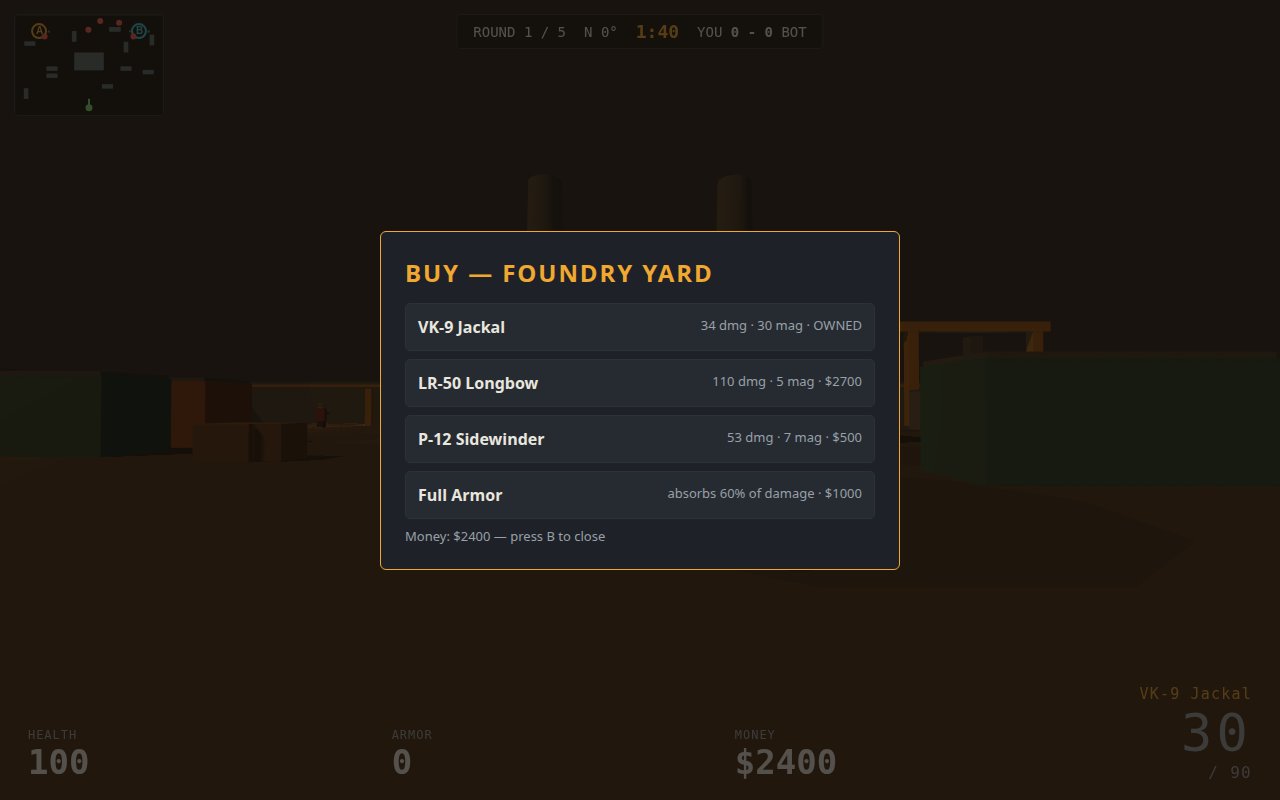 A B
ROUND 1 / 5 N 0° 1:40 YOU 0 - 0 BOT
BUY — FOUNDRY YARD
VK-9 Jackal 34 dmg · 30 mag · OWNED
LR-50 Longbow 110 dmg · 5 mag · $2700
P-12 Sidewinder 53 dmg · 7 mag · $500
Full Armor absorbs 60% of damage · $1000
Money: $2400 — press B to close
VK-9 Jackal
30
/ 90
HEALTH ARMOR MONEY
100 0 $2400